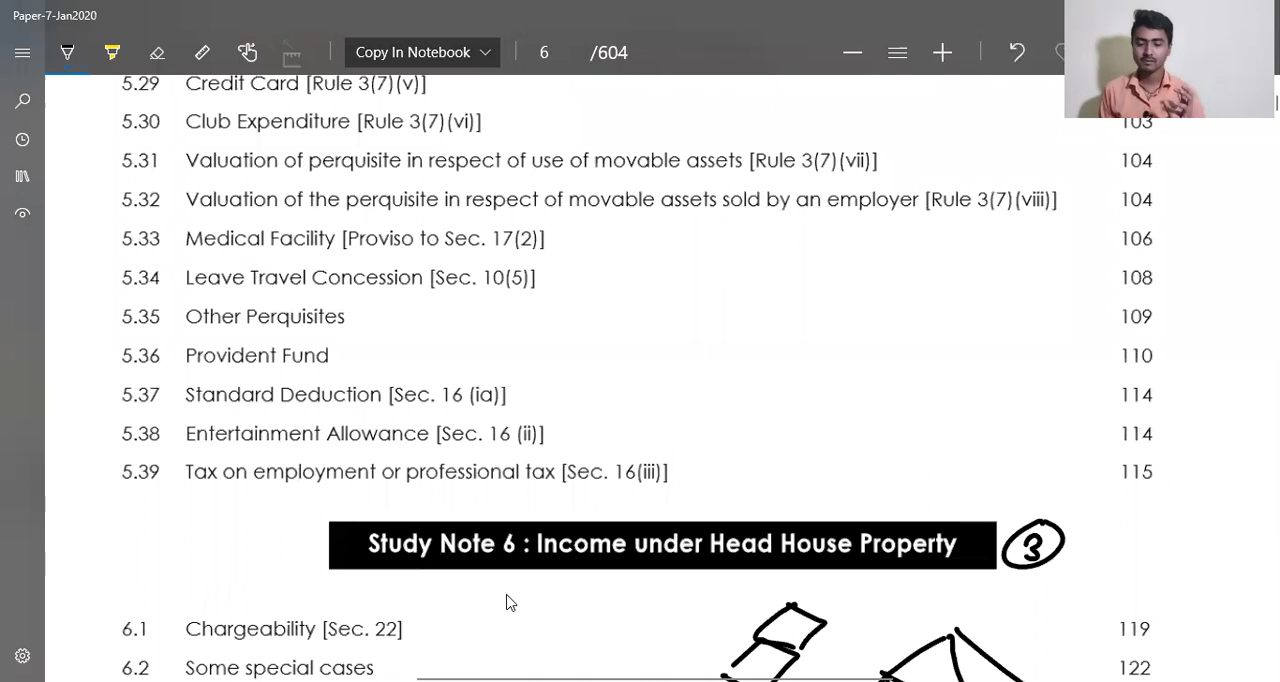 Paper-7-Jan2020
Copy In Notebook 6 /604
5.29 Credit Card [Rule 3(7)(v)]
5.30 Club Expenditure [Rule 3(7)(vi)] 103
5.31 Valuation of perquisite in respect of use of movable assets [Rule 3(7)(vii)] 104
5.32 Valuation of the perquisite in respect of movable assets sold by an employer [Rule 3(7)(viii)] 104
5.33 Medical Facility [Proviso to Sec. 17(2)] 106
5.34 Leave Travel Concession [Sec. 10(5)] 108
5.35 Other Perquisites 109
5.36 Provident Fund 110
5.37 Standard Deduction [Sec. 16 (ia)] 114
5.38 Entertainment Allowance [Sec. 16 (ii)] 114
5.39 Tax on employment or professional tax [Sec. 16(iii)] 115
Study Note 6 : Income under Head House Property 3
6.1 Chargeability [Sec. 22] 119
6.2 Some special cases 122